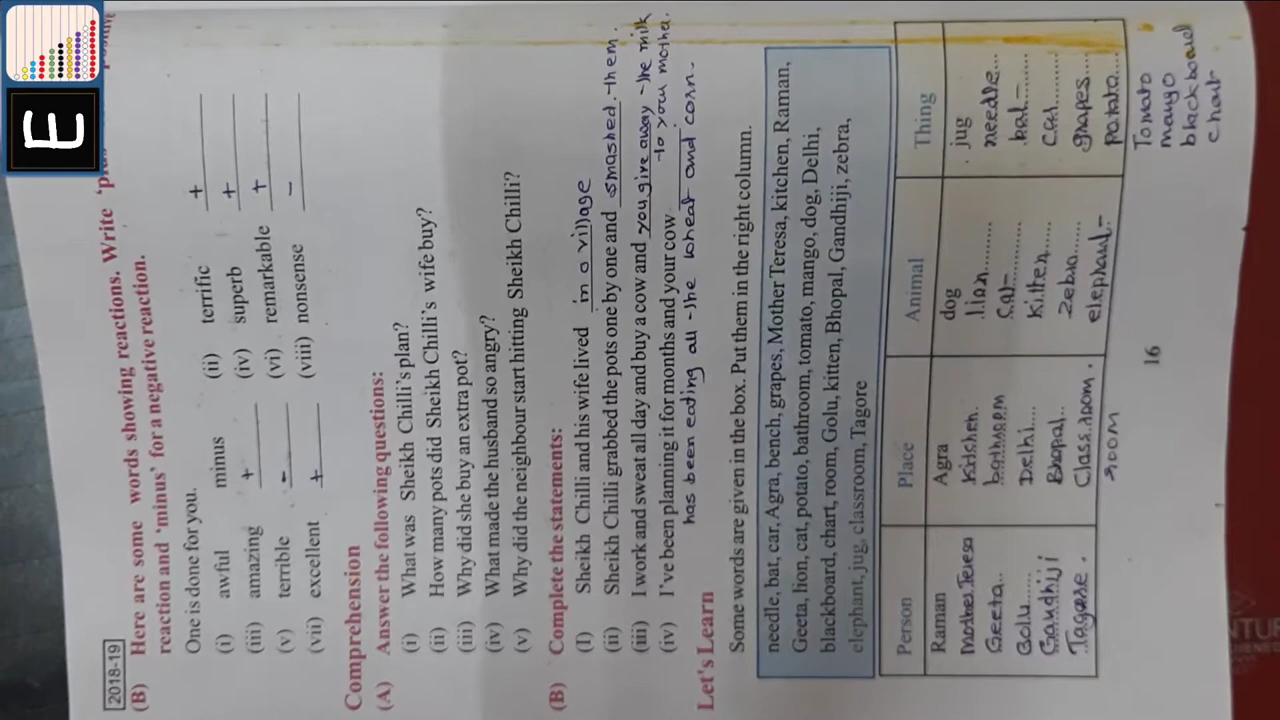 E
2018-19
(B) Here are some words showing reactions. Write positive
reaction and 'minus' for a negative reaction.
One is done for you.
(i) awful minus (ii) terrific +
(iii) amazing + (iv) superb +
(v) terrible - (vi) remarkable +
(vii) excellent + (viii) nonsense -
Comprehension
(A) Answer the following questions:
(i) What was Sheikh Chilli's plan?
(ii) How many pots did Sheikh Chilli's wife buy?
(iii) Why did she buy an extra pot?
(iv) What made the husband so angry?
(v) Why did the neighbour start hitting Sheikh Chilli?
(B) Complete the statements:
(I) Sheikh Chilli and his wife lived in a village
(ii) Sheikh Chilli grabbed the pots one by one and smashed them.
(iii) I work and sweat all day and buy a cow and you give away the milk
to your mother.
(iv) I've been planning it for months and your cow
has been eating all the wheat and corn.
Let's Learn
Some words are given in the box. Put them in the right column.
needle, bat, car, Agra, bench, grapes, Mother Teresa, kitchen, Raman,
Geeta, lion, cat, potato, bathroom, tomato, mango, dog, Delhi,
blackboard, chart, room, Golu, kitten, Bhopal, Gandhiji, zebra,
elephant, jug, classroom, Tagore
Person Place Animal Thing
Raman Agra dog jug
Mother Teresa Kitchen lion needle
Geeta bathroom Cat bat
Golu Delhi Kitten
Gandhiji Bhopal Zebra grapes
Tagore. Class room. elephant potato
room Tomato
mango
blackboard
chart
16